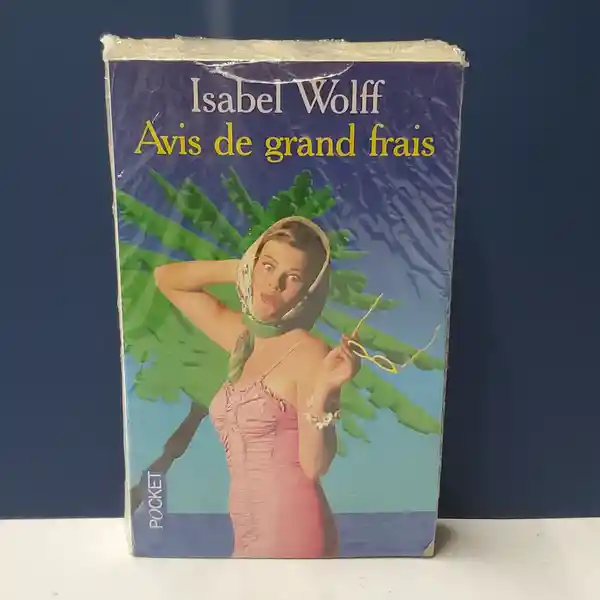 Isabel Wolff
Avis de grand frais
POCKET